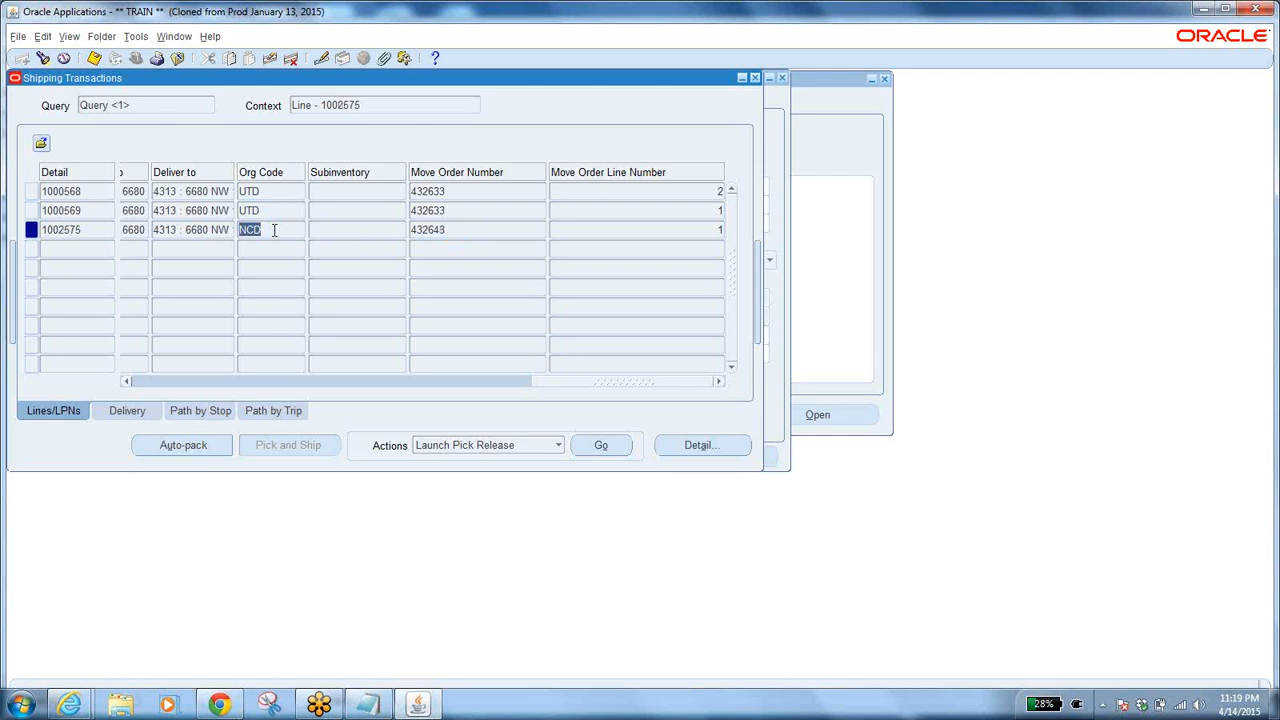 Oracle Applications - ** TRAIN ** (Cloned from Prod January 13, 2015)
File Edit View Folder Tools Window Help
ORACLE
?
Shipping Transactions
Query Query <1> Context Line - 1002575
Detail Deliver to Org Code Subinventory Move Order Number Move Order Line Number
1000568 6680 4313 : 6680 NW UTD 432633 2
1000569 6680 4313 : 6680 NW UTD 432633 1
1002575 6680 4313 : 6680 NW NCD 432643 1
Lines/LPNs Delivery Path by Stop Path by Trip
Open
Auto-pack Pick and Ship Actions Launch Pick Release Go Detail...
28%
11:19 PM
4/14/2015